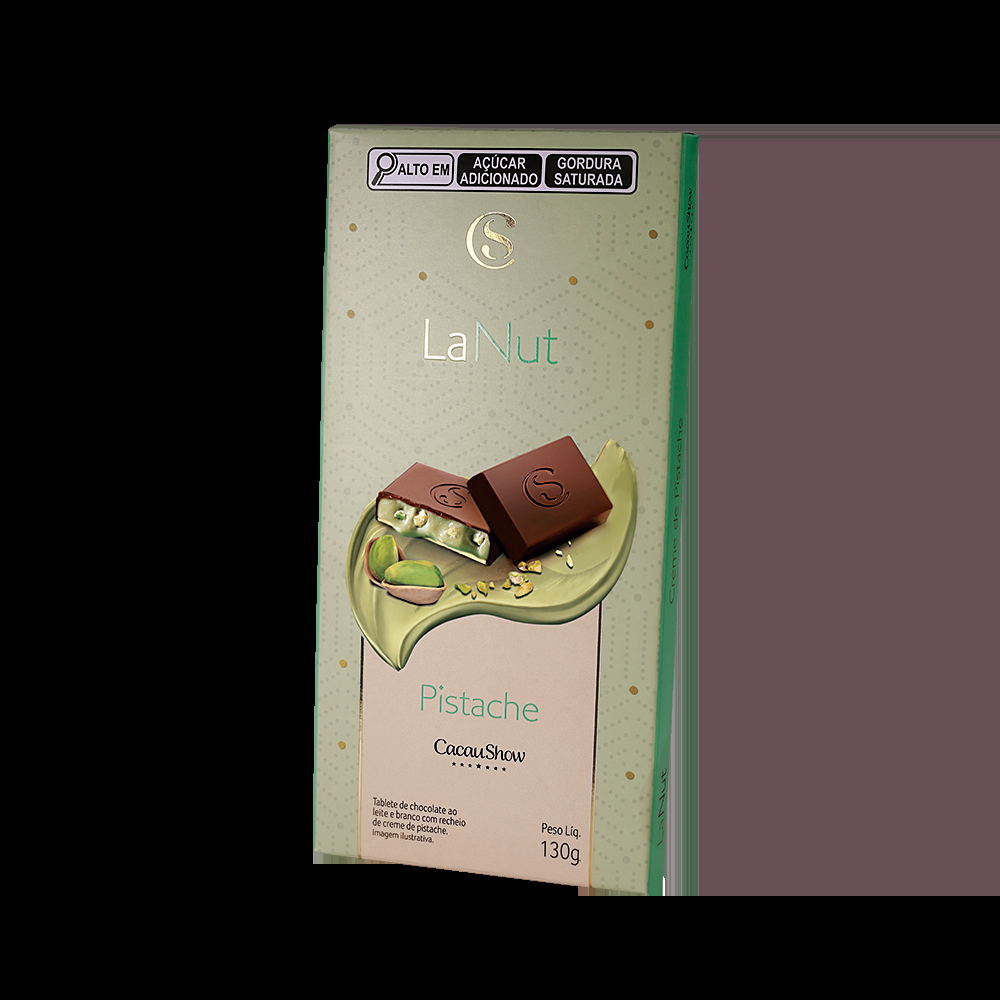 ALTO EM
AÇÚCAR
ADICIONADO
GORDURA
SATURADA
LaNut
Pistache
CacauShow
Tablete de chocolate ao
leite e branco com recheio
de creme de pistache.
Imagem ilustrativa.
Peso Líq.
130g
CacauShow
Creme de Pistache
LaNut